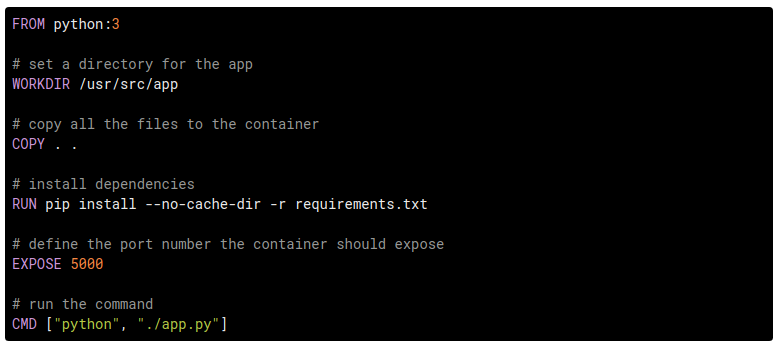 FROM python:3
# set a directory for the app
WORKDIR /usr/src/app
# copy all the files to the container
COPY . .
# install dependencies
RUN pip install --no-cache-dir -r requirements.txt
# define the port number the container should expose
EXPOSE 5000
# run the command
CMD ["python", "./app.py"]